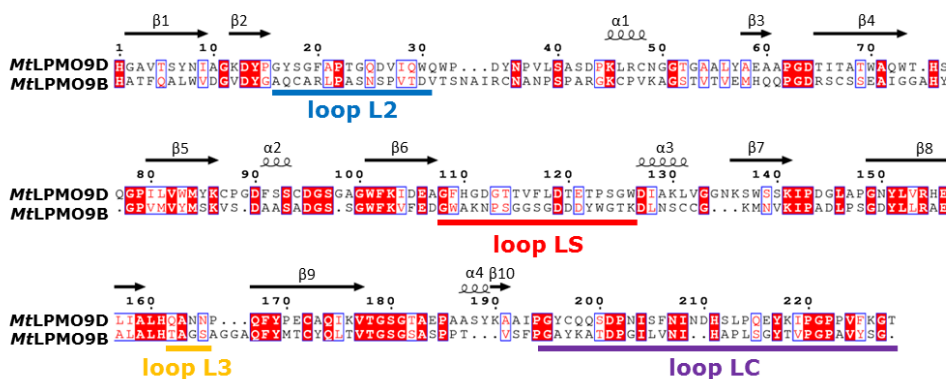 β1 β2 α1 β3 β4
1 10 20 30 40 50 60 70
MtLPMO9D HGAVTSYNIAGKDYPGYSGFAPTGQDVIQWQWP...DYNPVLSASDPKLRCNGGTGAALYAEAAPGDTITATWAQWT.HS
MtLPMO9B HATFQALWVDGVDYGAQCARLPASNSPVTDVTSNAIRCNANPSPARGKCPVKAGSTVTVEMHQQPGDRSCSSEAIGGAHY
loop L2
β5 α2 β6 α3 β7 β8
80 90 100 110 120 130 140 150
MtLPMO9D QGPILVWMYKCPGDFSSCDGSGAGWFKIDEAGFHGDGTTVFLDTETPSGWDIAKLVGGNKSWSSKIPDGLAPGNYLVRHE
MtLPMO9B .GPVMVYMSKVS.DAASADGS.SGWFKVFEDGWAKNPSGGSGDDDYWGTKDLNSCCG...KMNVKIPADLPSGDYLLRAE
loop LS
β9 α4 β10
160 170 180 190 200 210 220
MtLPMO9D LIALHQANNP...QFYPECAQIKVTGSGTAEPAASYKAAIPGYCQQSDPNISFNINDHSLPQEYKIPGPPVFKGT
MtLPMO9B ALALHTAGSAGGAQFYMTCYQLTVTGSGSASPPT...VSFPGAYKATDPGILVNI..HAPLSGYTVPGPAVYSG.
loop L3 loop LC